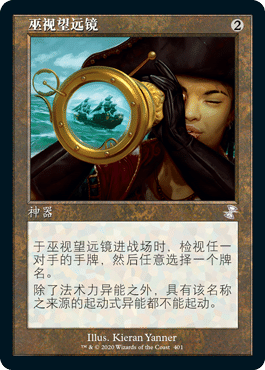 巫视望远镜 2
神器
于巫视望远镜进战场时，检视任一对
手的手牌，然后任意选择一个牌
名。
除了法术力异能之外，具有该名称
之来源的起动式异能都不能起动。
Illus. Kieran Yanner
™ & © 2020 Wizards of the Coast 401